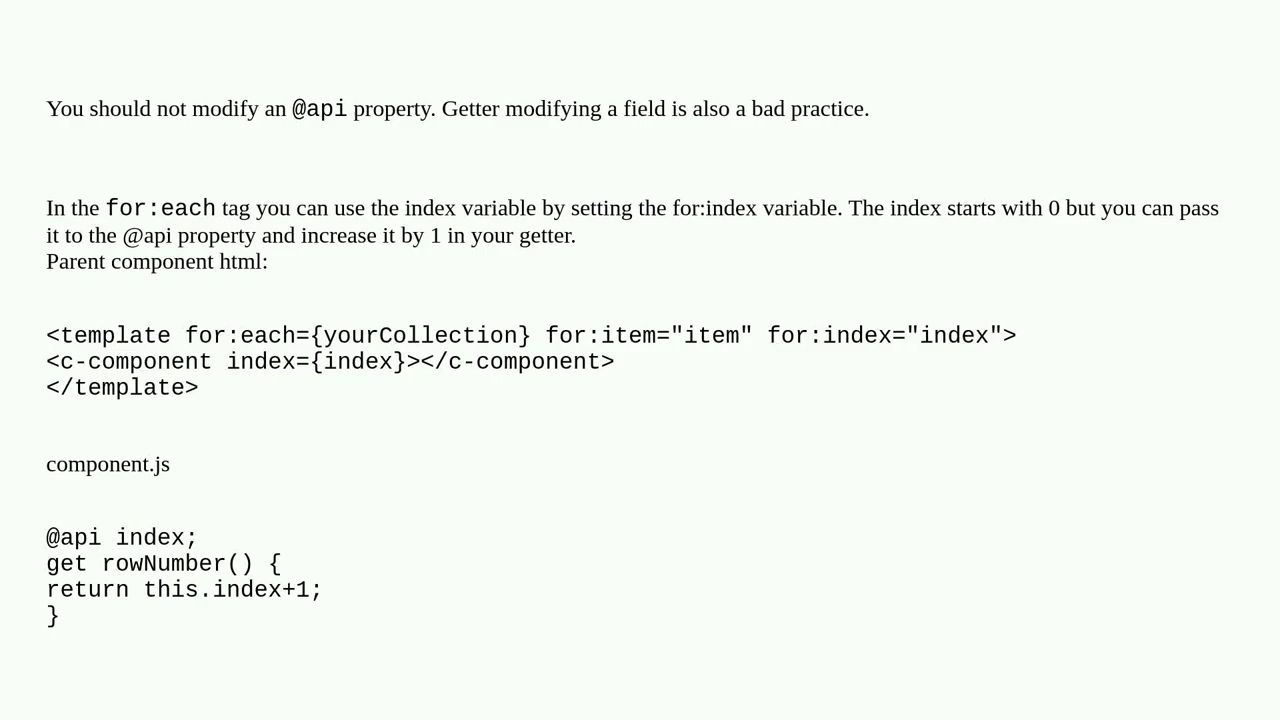 You should not modify an @api property. Getter modifying a field is also a bad practice.
In the for:each tag you can use the index variable by setting the for:index variable. The index starts with 0 but you can pass
it to the @api property and increase it by 1 in your getter.
Parent component html:
<template for:each={yourCollection} for:item="item" for:index="index">
<c-component index={index}></c-component>
</template>
component.js
@api index;
get rowNumber() {
return this.index+1;
}